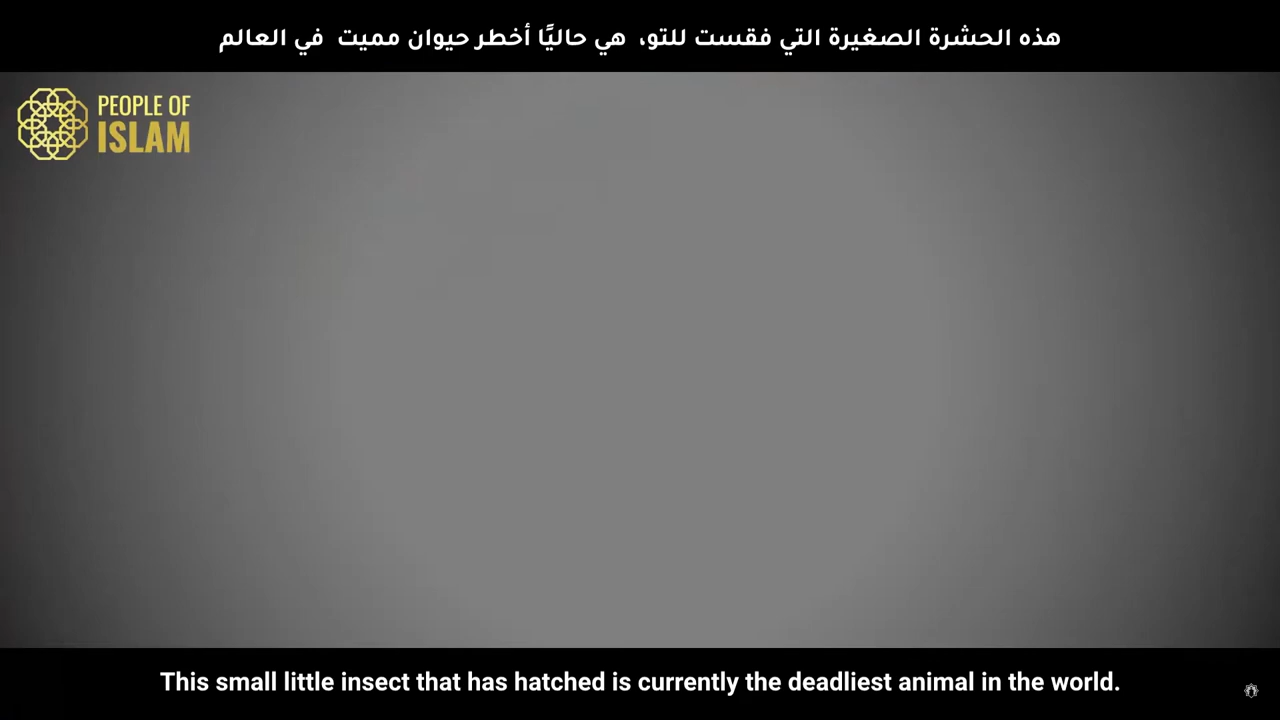 هذه الحشرة الصغيرة التي فقست للتو، هي حاليًا أخطر حيوان مميت في العالم
PEOPLE OF
ISLAM
This small little insect that has hatched is currently the deadliest animal in the world.